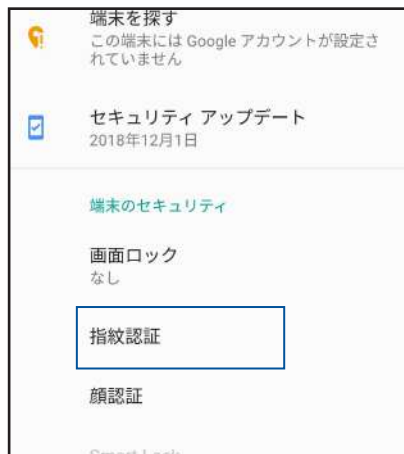 端末を探す
この端末には Google アカウントが設定さ
れていません
セキュリティ アップデート
2018年12月1日
端末のセキュリティ
画面ロック
なし
指紋認証
顔認証
Smart Lock